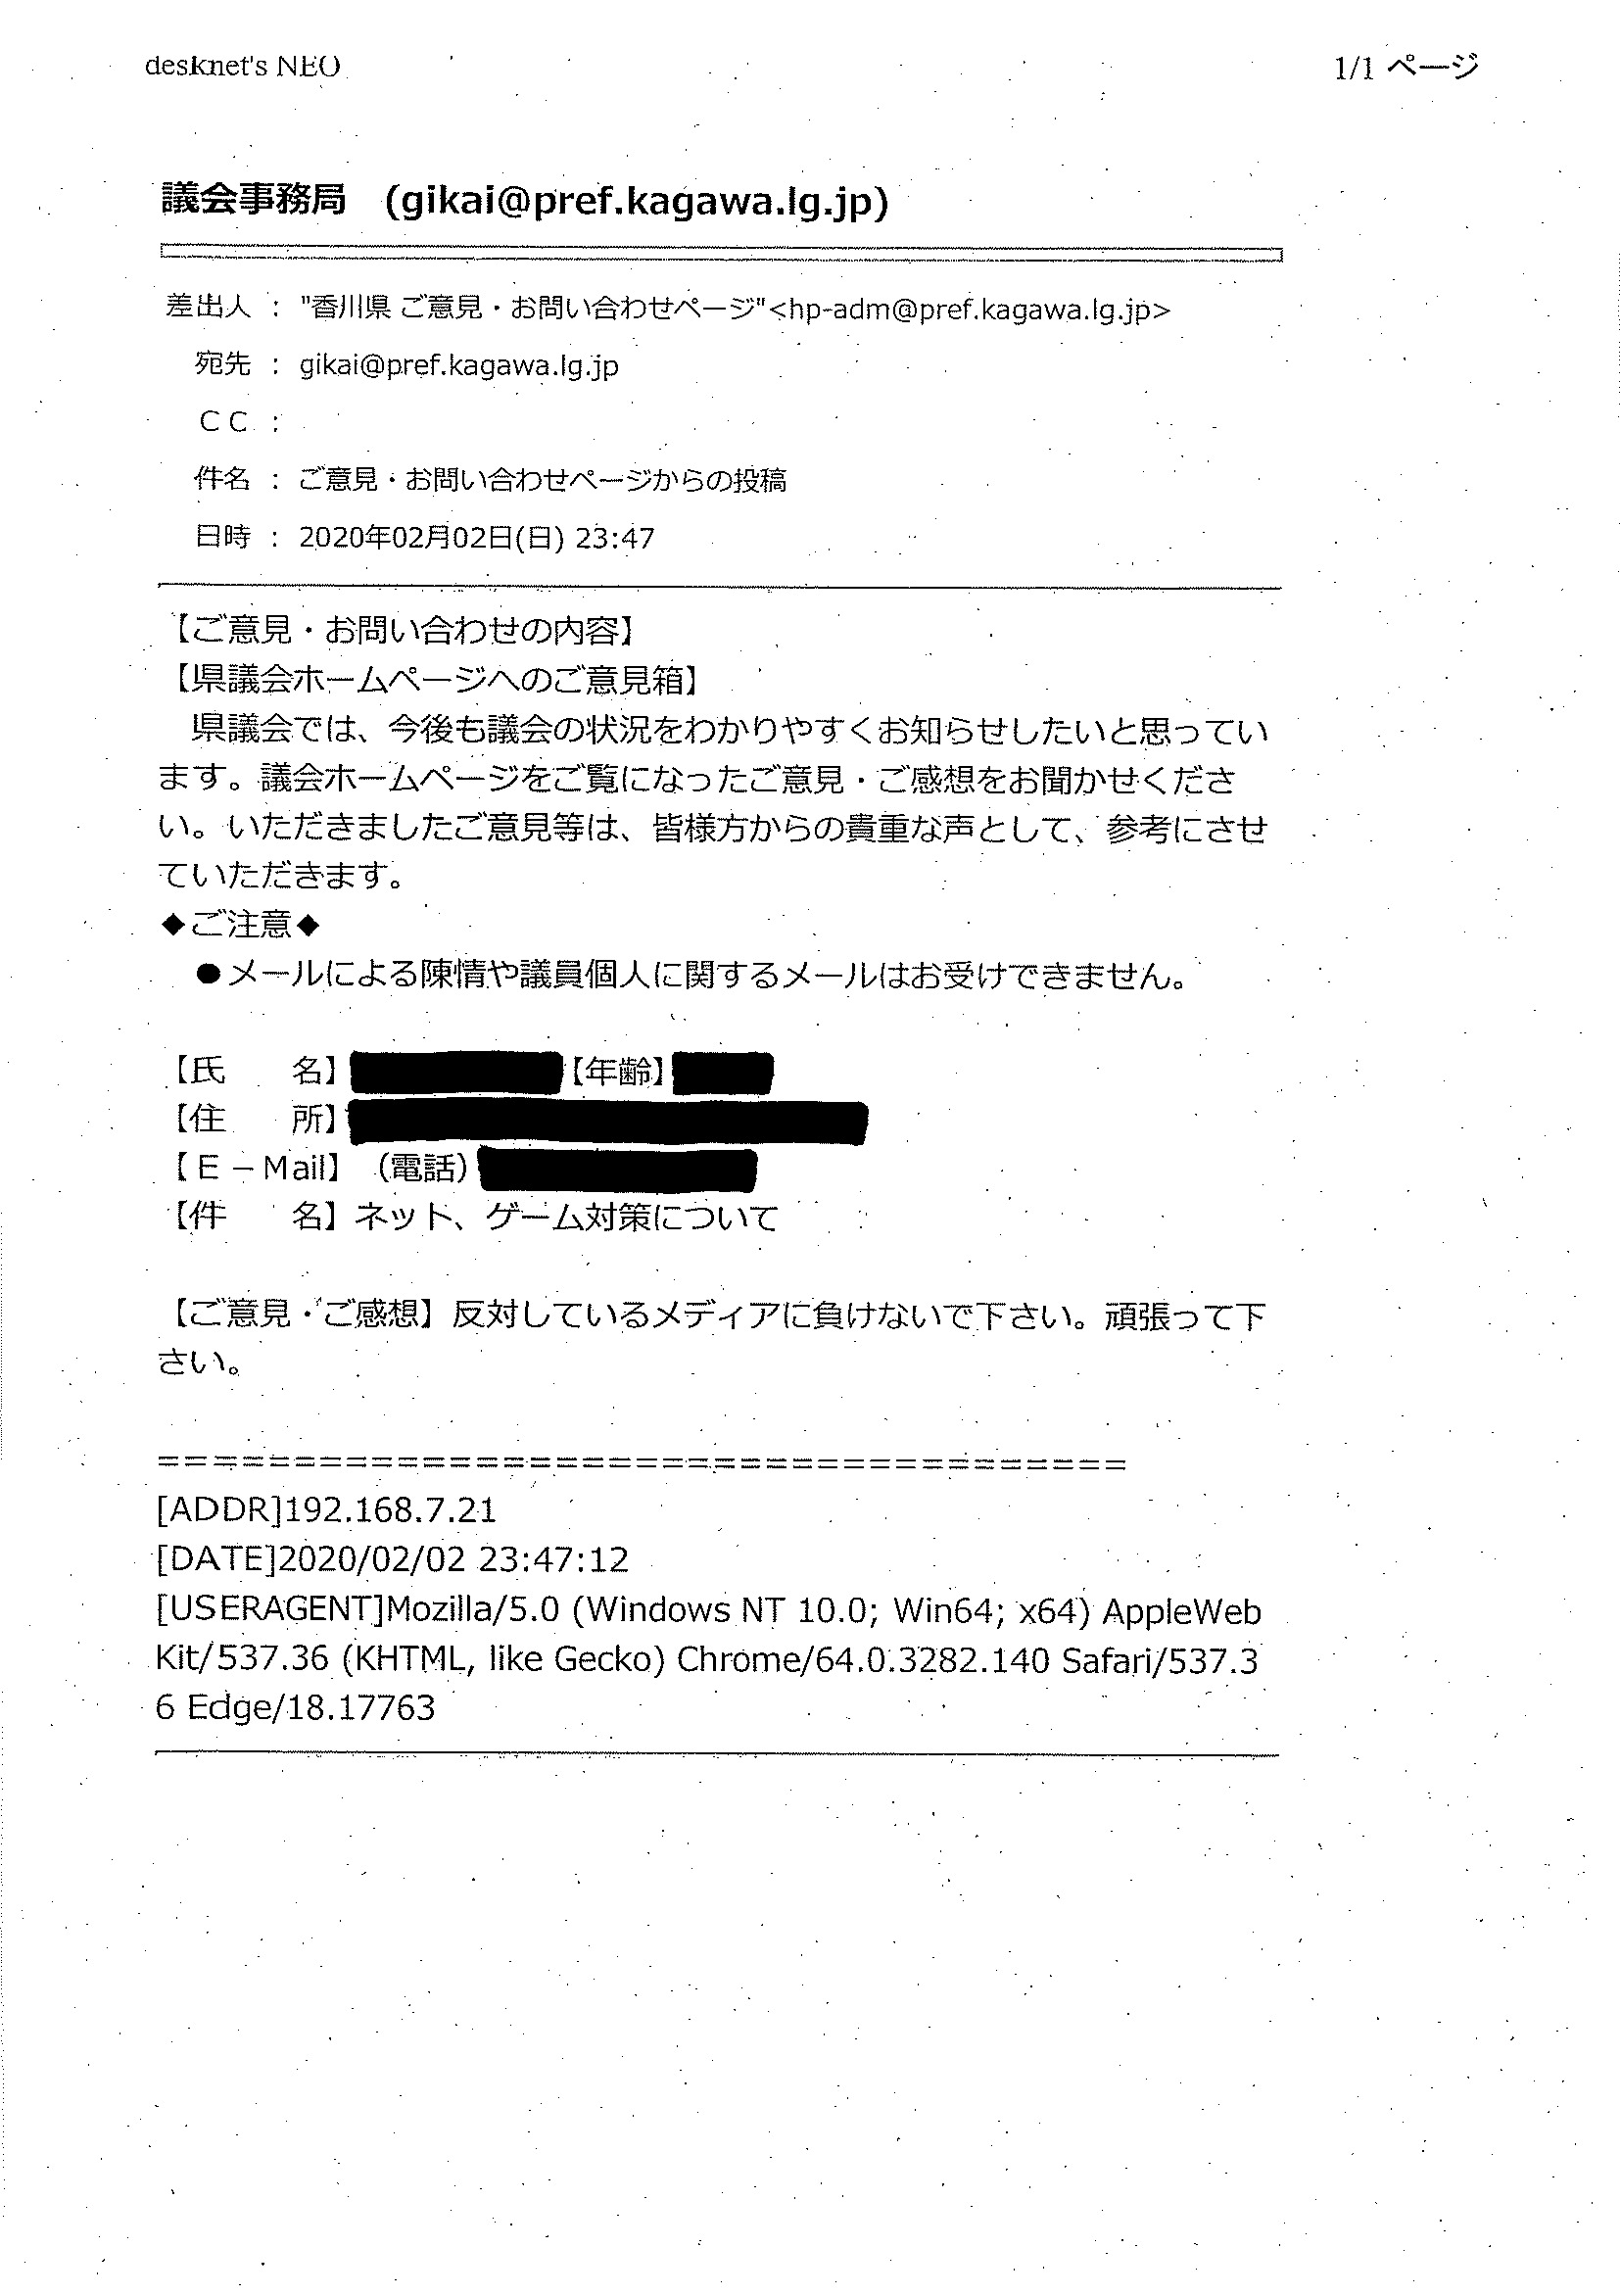 desknet's NEO
1/1 ページ
議会事務局　(gikai@pref.kagawa.lg.jp)
差出人 ： "香川県 ご意見・お問い合わせページ"<hp-adm@pref.kagawa.lg.jp>
宛先 ： gikai@pref.kagawa.lg.jp
ＣＣ ：
件名 ： ご意見・お問い合わせページからの投稿
日時 ： 2020年02月02日(日) 23:47
【ご意見・お問い合わせの内容】
【県議会ホームページへのご意見箱】
　県議会では、今後も議会の状況をわかりやすくお知らせしたいと思ってい
ます。議会ホームページをご覧になったご意見・ご感想をお聞かせくださ
い。いただきましたご意見等は、皆様方からの貴重な声として、参考にさせ
ていただきます。
◆ご注意◆
　●メールによる陳情や議員個人に関するメールはお受けできません。
【氏　　名】【年齢】
【住　　所】
【Ｅ－Mail】（電話）
【件　　名】ネット、ゲーム対策について
【ご意見・ご感想】反対しているメディアに負けないで下さい。頑張って下
さい。
=====================================
[ADDR]192.168.7.21
[DATE]2020/02/02 23:47:12
[USERAGENT]Mozilla/5.0 (Windows NT 10.0; Win64; x64) AppleWeb
Kit/537.36 (KHTML, like Gecko) Chrome/64.0.3282.140 Safari/537.3
6 Edge/18.17763